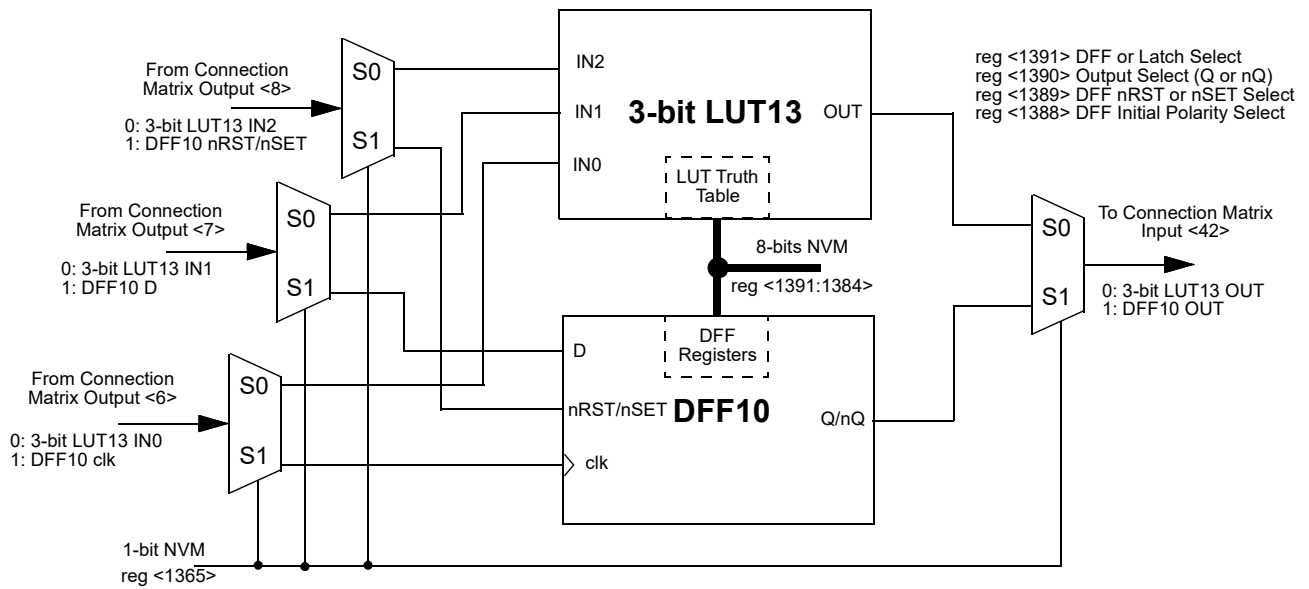 From Connection
Matrix Output <8>
0: 3-bit LUT13 IN2
1: DFF10 nRST/nSET
S0
S1
From Connection
Matrix Output <7>
0: 3-bit LUT13 IN1
1: DFF10 D
S0
S1
From Connection
Matrix Output <6>
0: 3-bit LUT13 IN0
1: DFF10 clk
S0
S1
1-bit NVM
reg <1365>
IN2
IN1
IN0
3-bit LUT13
OUT
LUT Truth
Table
8-bits NVM
reg <1391:1384>
DFF
Registers
D
nRST/nSET
DFF10
Q/nQ
clk
reg <1391> DFF or Latch Select
reg <1390> Output Select (Q or nQ)
reg <1389> DFF nRST or nSET Select
reg <1388> DFF Initial Polarity Select
S0
S1
To Connection Matrix
Input <42>
0: 3-bit LUT13 OUT
1: DFF10 OUT